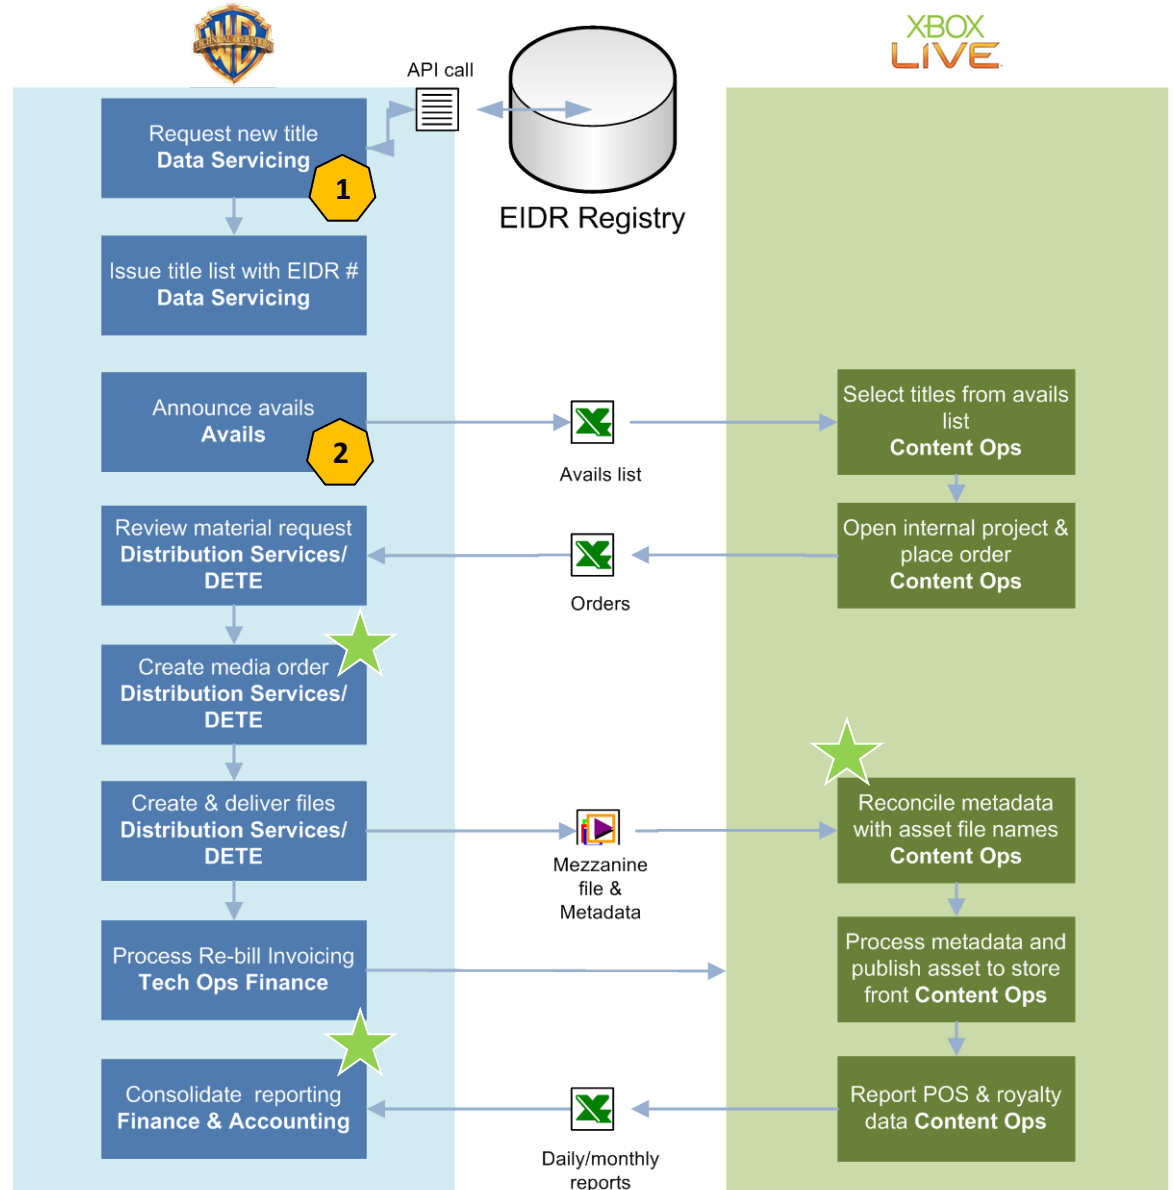 WB
XBOX
LIVE
API call
Request new title
Data Servicing
1
EIDR Registry
Issue title list with EIDR #
Data Servicing
Announce avails
Avails
2
Avails list
Select titles from avails
list
Content Ops
Review material request
Distribution Services/
DETE
Orders
Open internal project &
place order
Content Ops
Create media order
Distribution Services/
DETE
Create & deliver files
Distribution Services/
DETE
Mezzanine
file &
Metadata
Reconcile metadata
with asset file names
Content Ops
Process Re-bill Invoicing
Tech Ops Finance
Process metadata and
publish asset to store
front Content Ops
Consolidate reporting
Finance & Accounting
Daily/monthly
reports
Report POS & royalty
data Content Ops